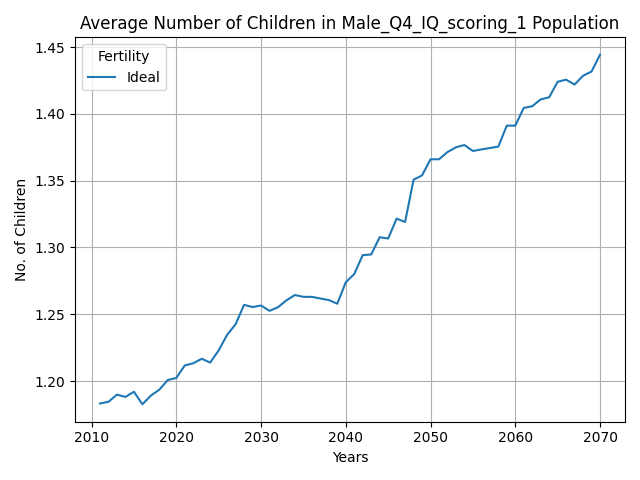 Average Number of Children in Male_Q4_IQ_scoring_1 Population
Fertility
Ideal
1.45
1.40
1.35
1.30
1.25
1.20
No. of Children
2010 2020 2030 2040 2050 2060 2070
Years